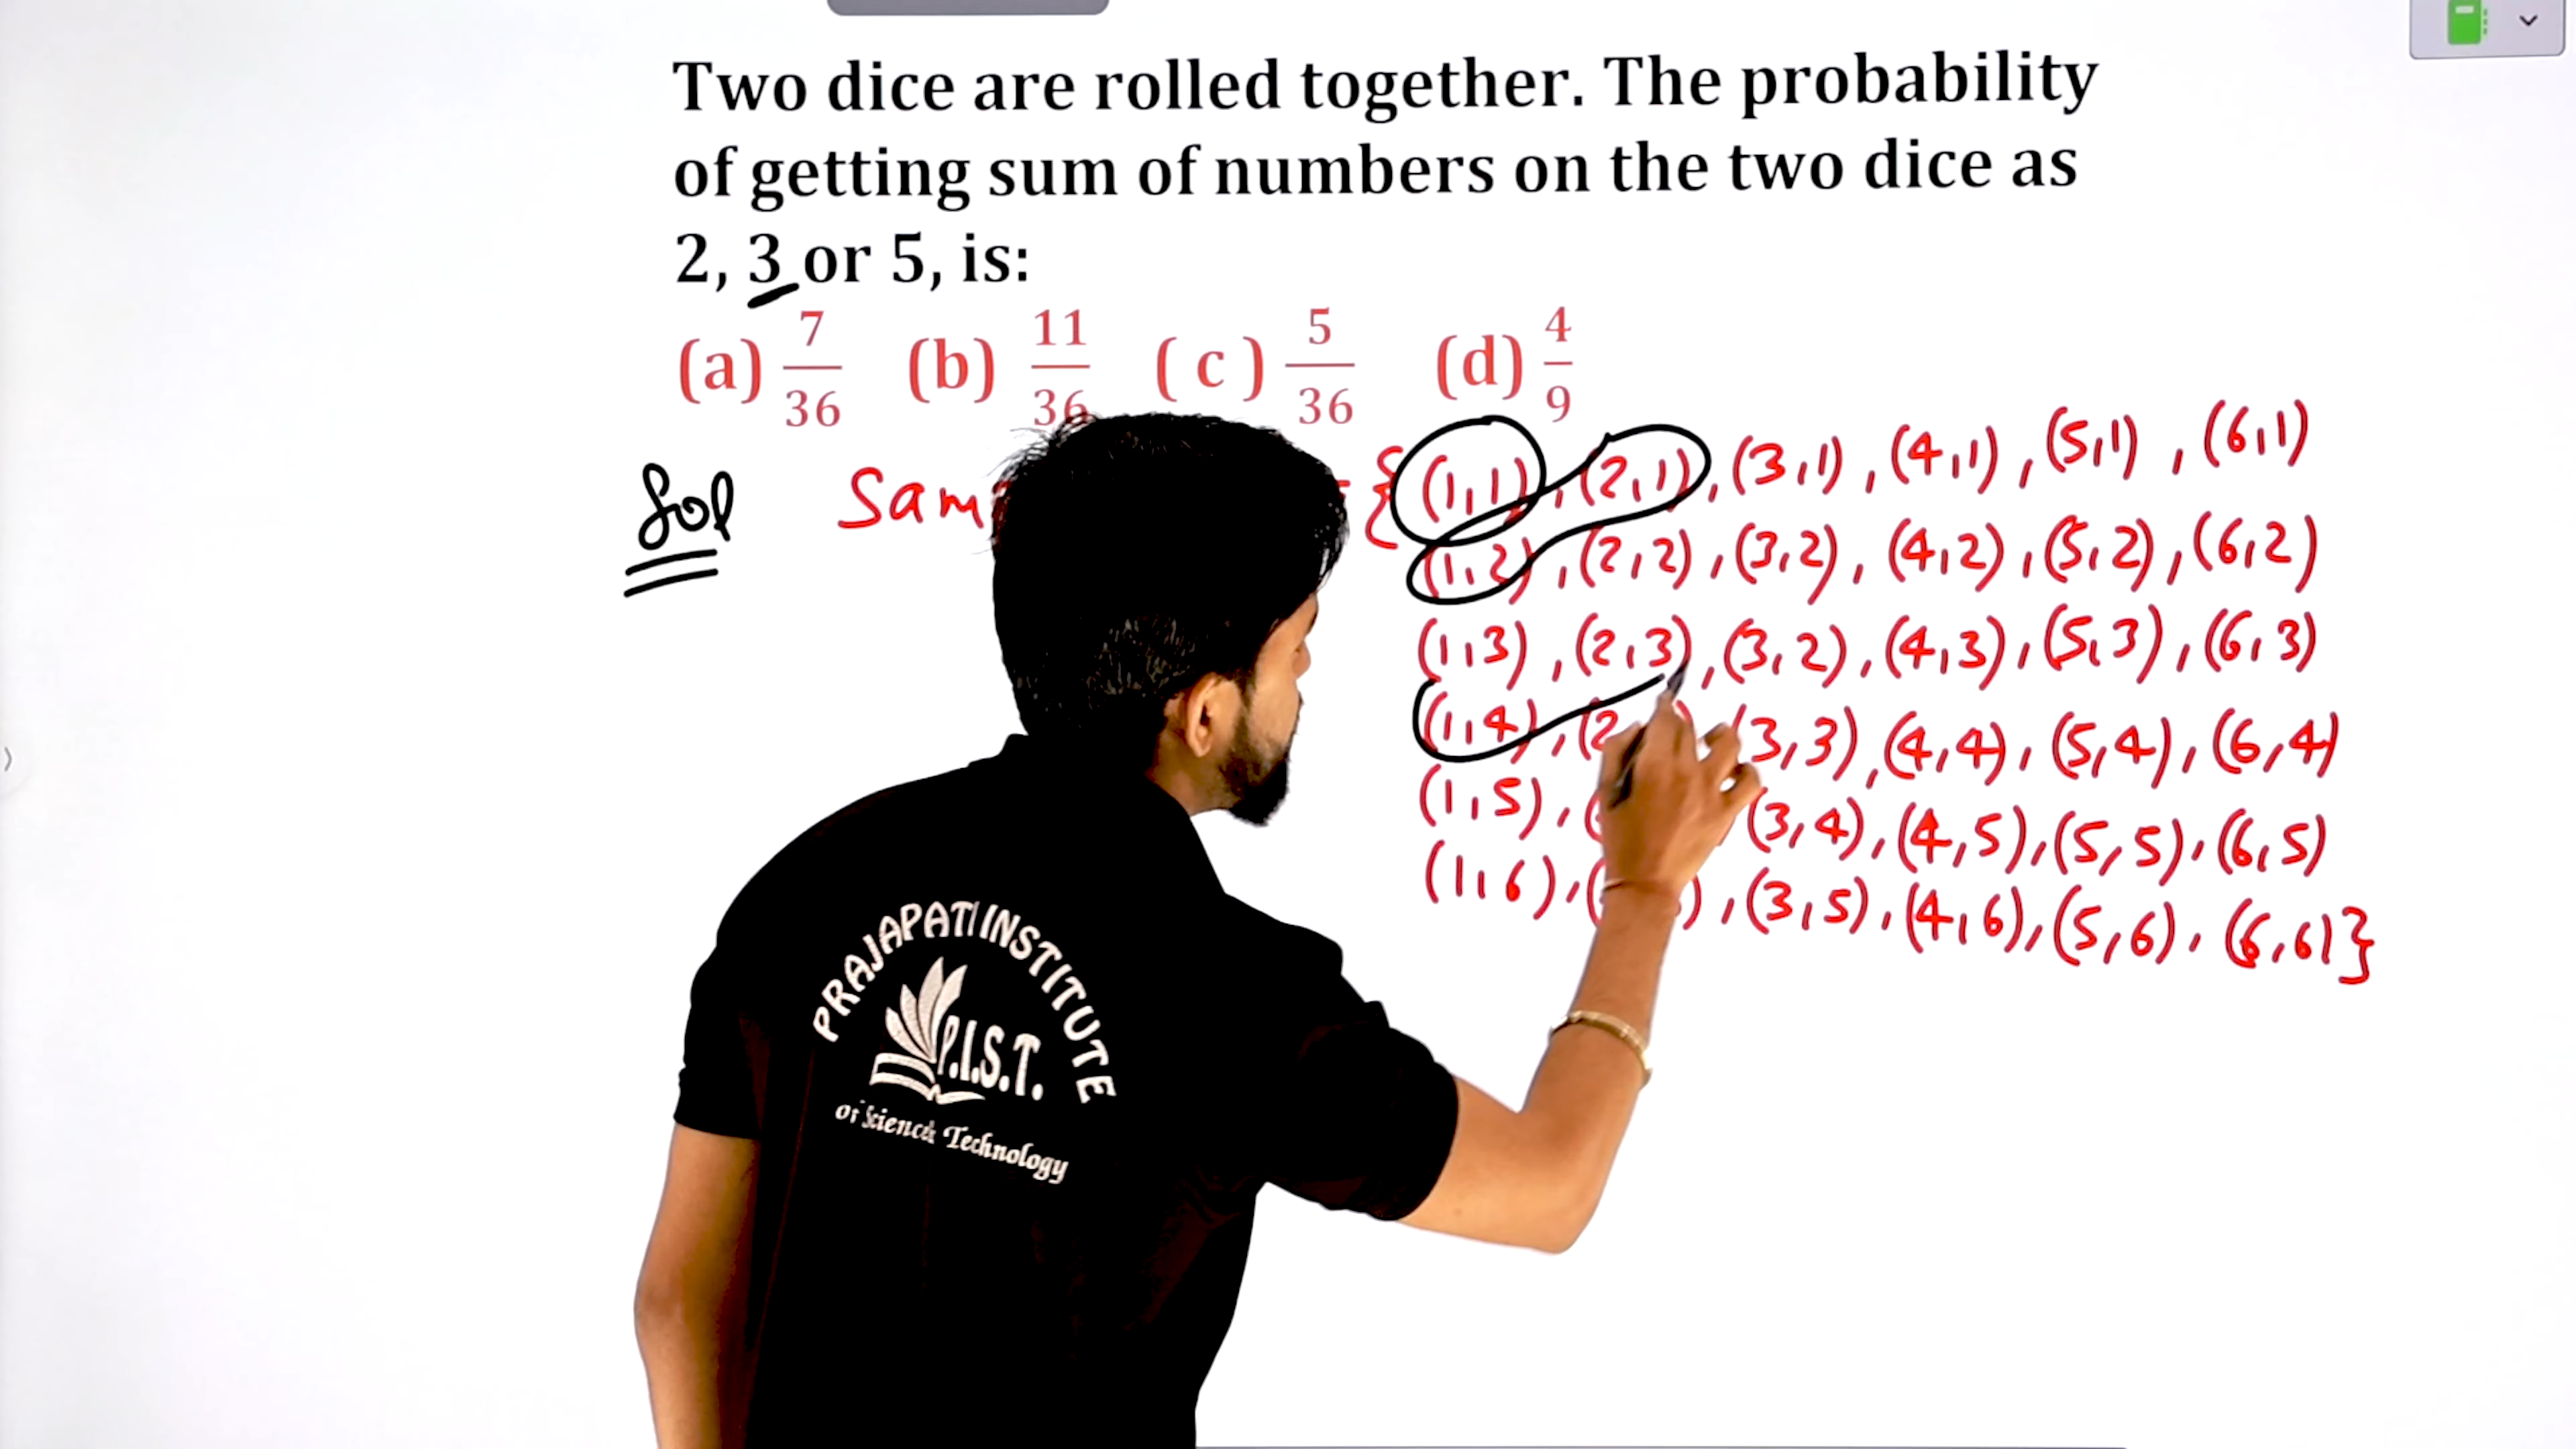 Two dice are rolled together. The probability
of getting sum of numbers on the two dice as
2, 3 or 5, is:
(a) 7/36 (b) 11/36 ( c ) 5/36 (d) 4/9
Sol {(1,1), (2,1), (3,1), (4,1), (5,1), (6,1)
(1,2), (2,2), (3,2), (4,2), (5,2), (6,2)
(1,3), (2,3), (3,2), (4,3), (5,3), (6,3)
(1,4), (2 3,3), (4,4), (5,4), (6,4)
(1,5), (3,4), (4,5), (5,5), (6,5)
(1,6), ), (3,5), (4,6), (5,6), (6,6)}
PRAJAPATI INSTITUTE
P.I.S.T.
of Science & Technology